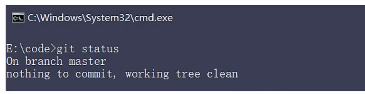 C:\Windows\System32\cmd.exe
E:\code>git status
On branch master
nothing to commit, working tree clean